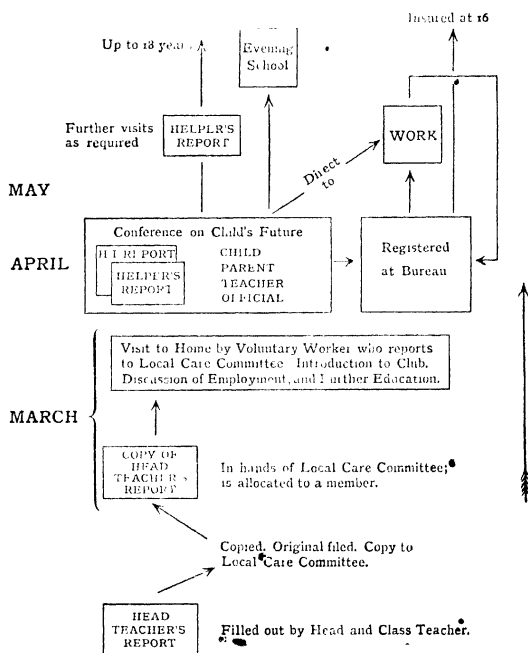 Insured at 16
Up to 18 years
Evening
School
Further visits
as required
HELPER'S
REPORT
WORK
Direct
to
MAY
Conference on Child's Future
APRIL
H.T. REPORT
HELPER'S
REPORT
CHILD
PARENT
TEACHER
OFFICIAL
Registered
at Bureau
Visit to Home by Voluntary Worker who reports
to Local Care Committee Introduction to Club.
Discussion of Employment, and Further Education.
MARCH
COPY OF
HEAD
TEACHER'S
REPORT
In hands of Local Care Committee;
is allocated to a member.
Copied. Original filed. Copy to
Local Care Committee.
HEAD
TEACHER'S
REPORT
Filled out by Head and Class Teacher.